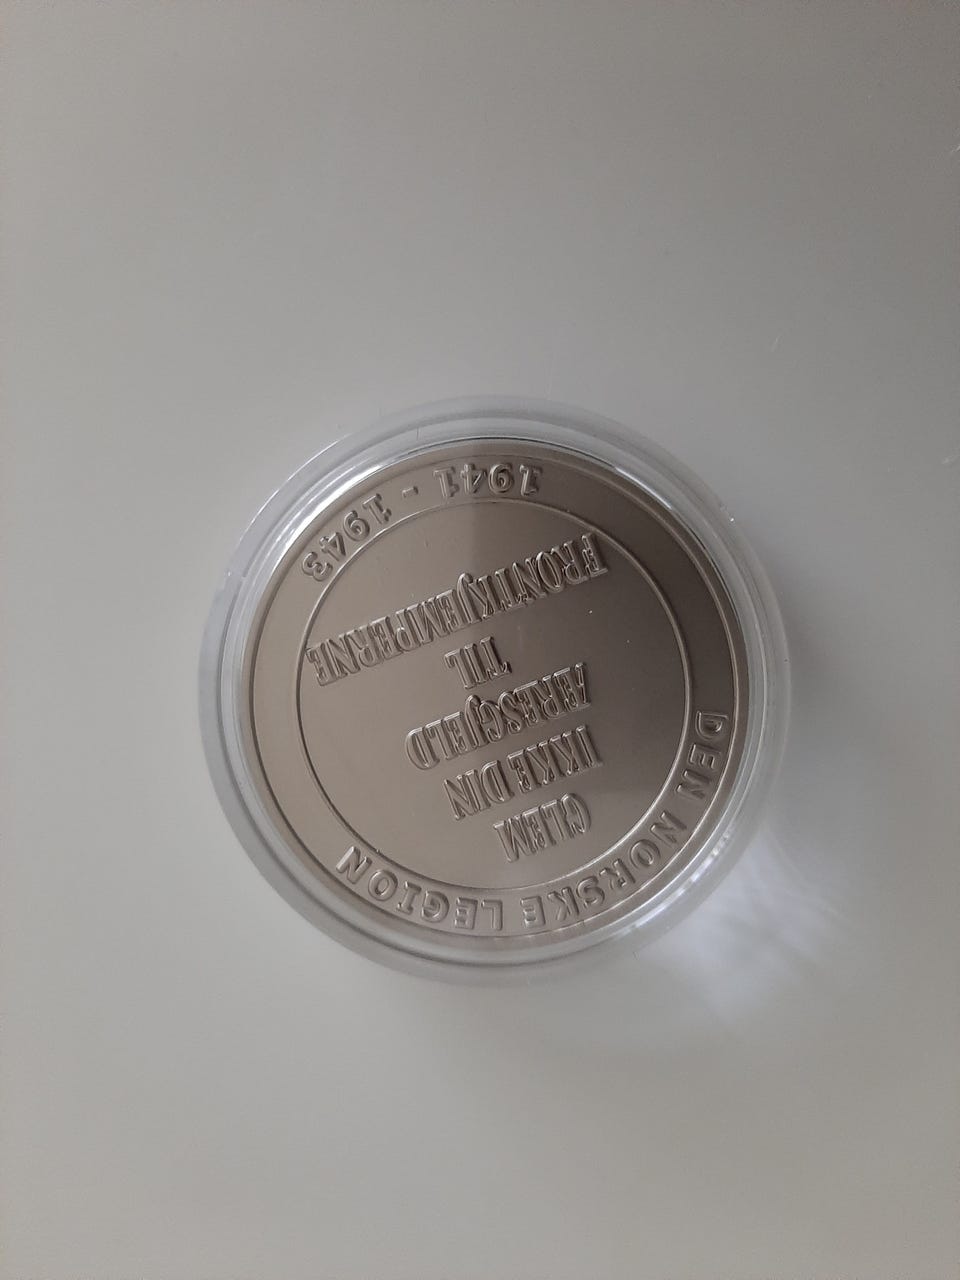 DEN NORSKE LEGION
GLEM
IKKE DIN
ÆRESGJELD
TIL
FRONTKJEMPERNE
1941 - 1943